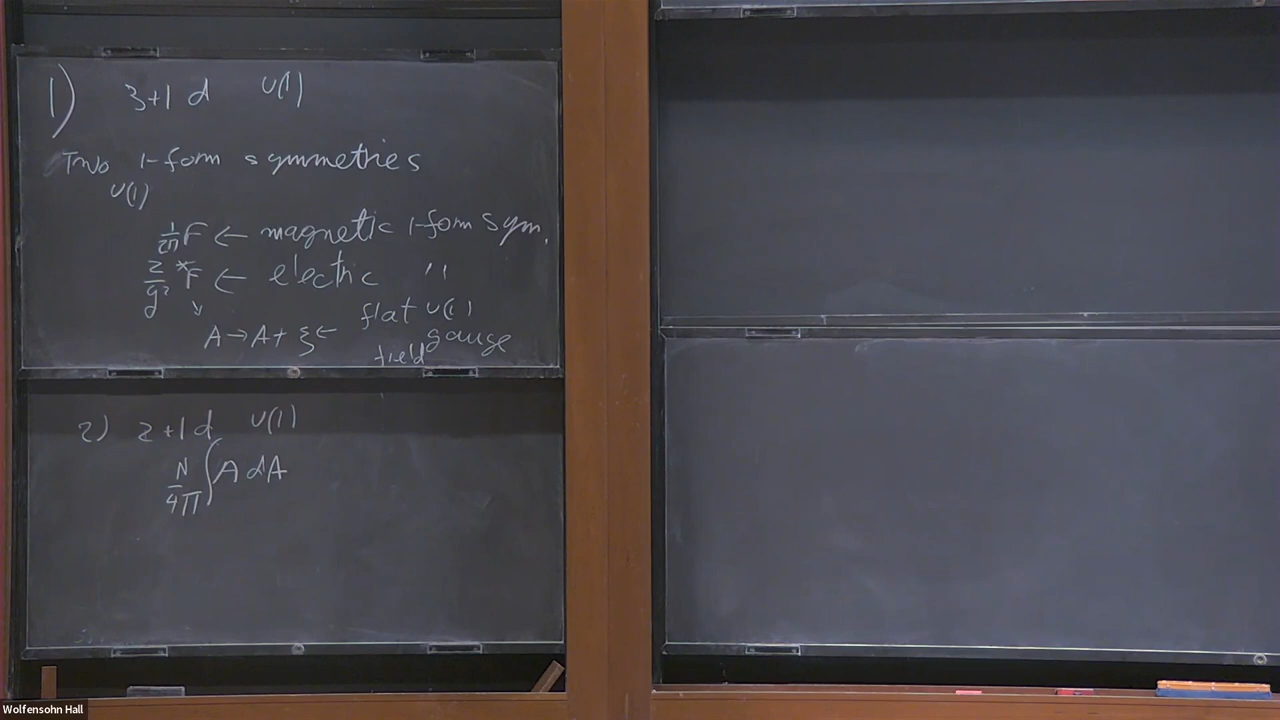 1) 3+1 d U(1)
Two 1-form symmetries
U(1)
1/2π F ← magnetic 1-form sym.
2/g² *F ← electric "
↘ flat U(1)
A → A + ξ ← gauge
field
2) 2+1 d U(1)
N/4π ∫ A dA
Wolfensohn Hall